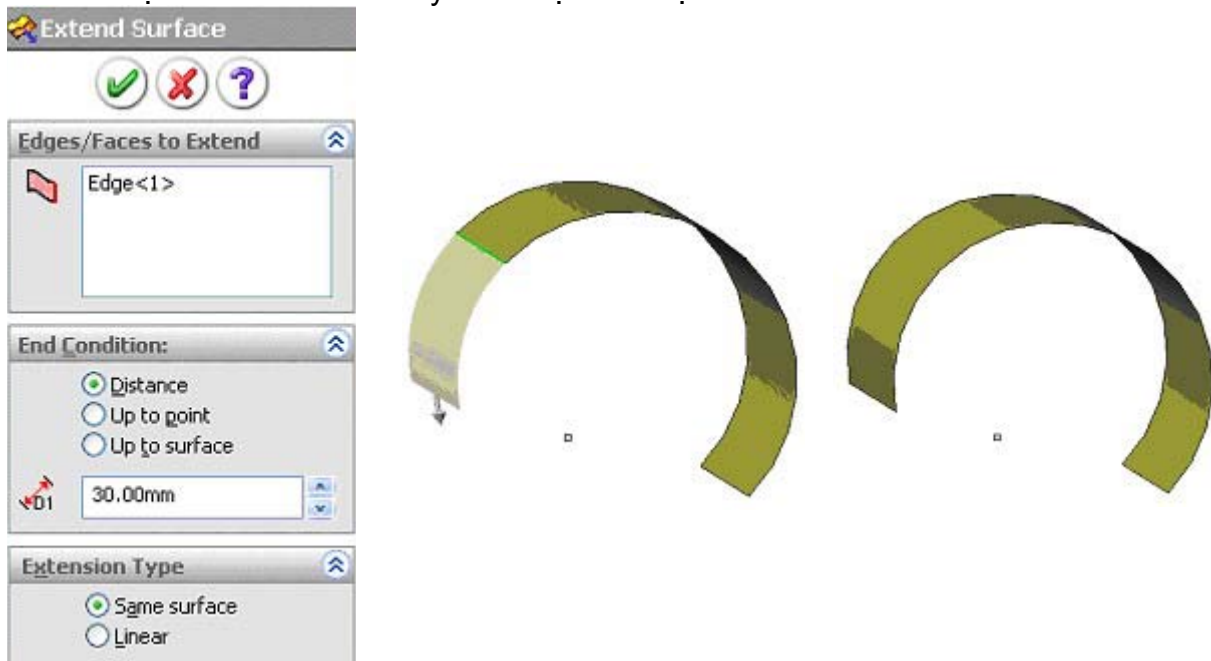 Extend Surface
?
Edges/Faces to Extend
Edge<1>
End Condition:
Distance
Up to point
Up to surface
D1
30.00mm
Extension Type
Same surface
Linear